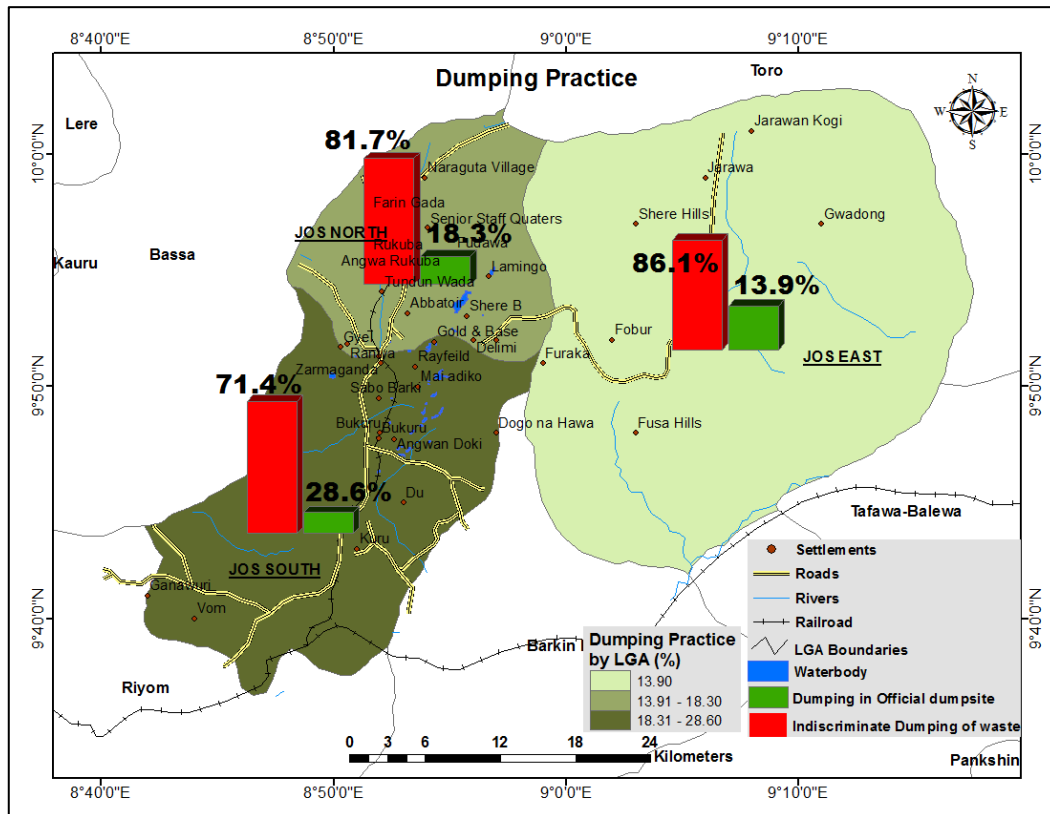 8°40'0"E 8°50'0"E 9°0'0"E 9°10'0"E
Dumping Practice
Toro
N
W E
S
Lere
10°0'0"N
10°0'0"N
81.7%
Jarawan Kogi
Naraguta Village
Jarawa
Farin Gada
Senior Staff Quaters
Shere Hills
Gwadong
JOS NORTH
18.3%
Rukuba
Pudawa
Bassa
Kauru
Angwa Rukuba
Lamingo
86.1%
13.9%
Tundun Wada
Abbatoir
Shere B
Gold & Base
Fobur
Gyel
Delimi
JOS EAST
Rantya
Rayfeild
Furaka
Zarmaganda
Mai adiko
9°50'0"N
9°50'0"N
71.4%
Sabo Barki
Bukuru
Bukuru
Dogo na Hawa
Fusa Hills
Angwan Doki
28.6%
Du
Tafawa-Balewa
Kuru
JOS SOUTH
Ganawuri
Vom
9°40'0"N
9°40'0"N
Barkin
Riyom
Settlements
Roads
Rivers
Railroad
LGA Boundaries
Waterbody
Dumping in Official dumpsite
Indiscriminate Dumping of waste
Dumping Practice
by LGA (%)
13.90
13.91 - 18.30
18.31 - 28.60
0 3 6 12 18 24
Kilometers
Pankshin
8°40'0"E 8°50'0"E 9°0'0"E 9°10'0"E